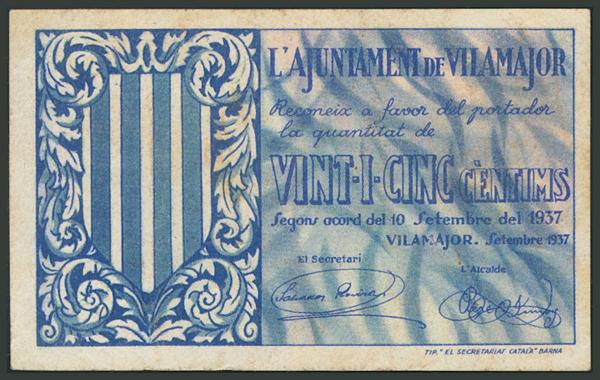 L'AJUNTAMENT DE VILAMAJOR
Reconeix a favor del portador
la quantitat de
VINT-I-CINC CÈNTIMS
Segons acord del 10 Setembre del 1937
VILAMAJOR. Setembre 1937
El Secretari
L'Alcalde
TIP. "EL SECRETARIAT CATALÀ" BARNA